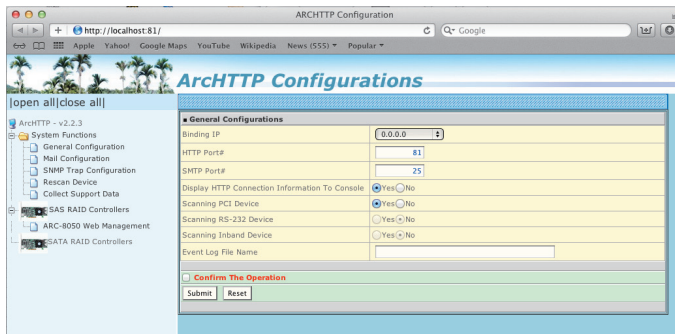 ARCHTTP Configuration
http://localhost:81/
Google
Apple Yahoo! Google Maps YouTube Wikipedia News (555) Popular
ArcHTTP Configurations
|open all|close all|
ArcHTTP - v2.2.3
System Functions
General Configuration
Mail Configuration
SNMP Trap Configuration
Rescan Device
Collect Support Data
SAS RAID Controllers
ARC-8050 Web Management
SATA RAID Controllers
General Configurations
Binding IP 0.0.0.0
HTTP Port# 81
SMTP Port# 25
Display HTTP Connection Information To Console Yes No
Scanning PCI Device Yes No
Scanning RS-232 Device Yes No
Scanning Inband Device Yes No
Event Log File Name
Confirm The Operation
Submit Reset